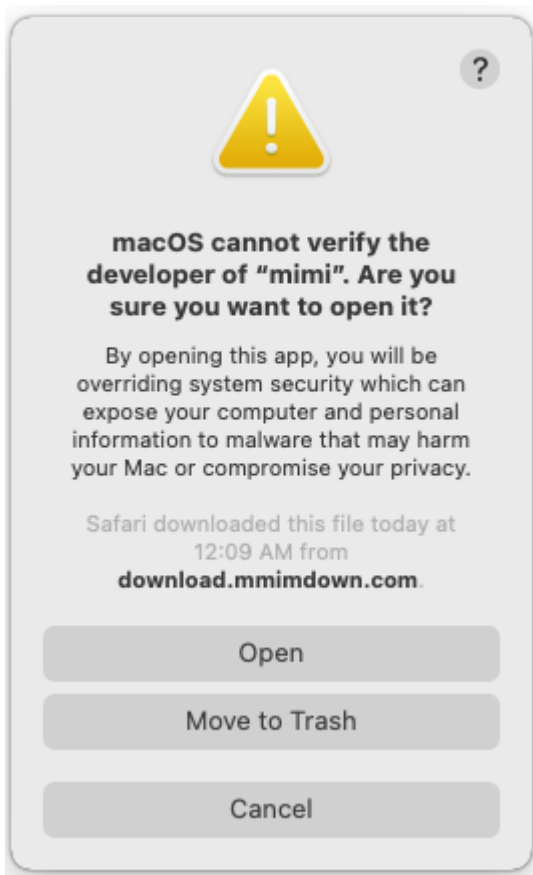 ?
macOS cannot verify the
developer of “mimi”. Are you
sure you want to open it?
By opening this app, you will be
overriding system security which can
expose your computer and personal
information to malware that may harm
your Mac or compromise your privacy.
Safari downloaded this file today at
12:09 AM from
download.mmimdown.com.
Open
Move to Trash
Cancel